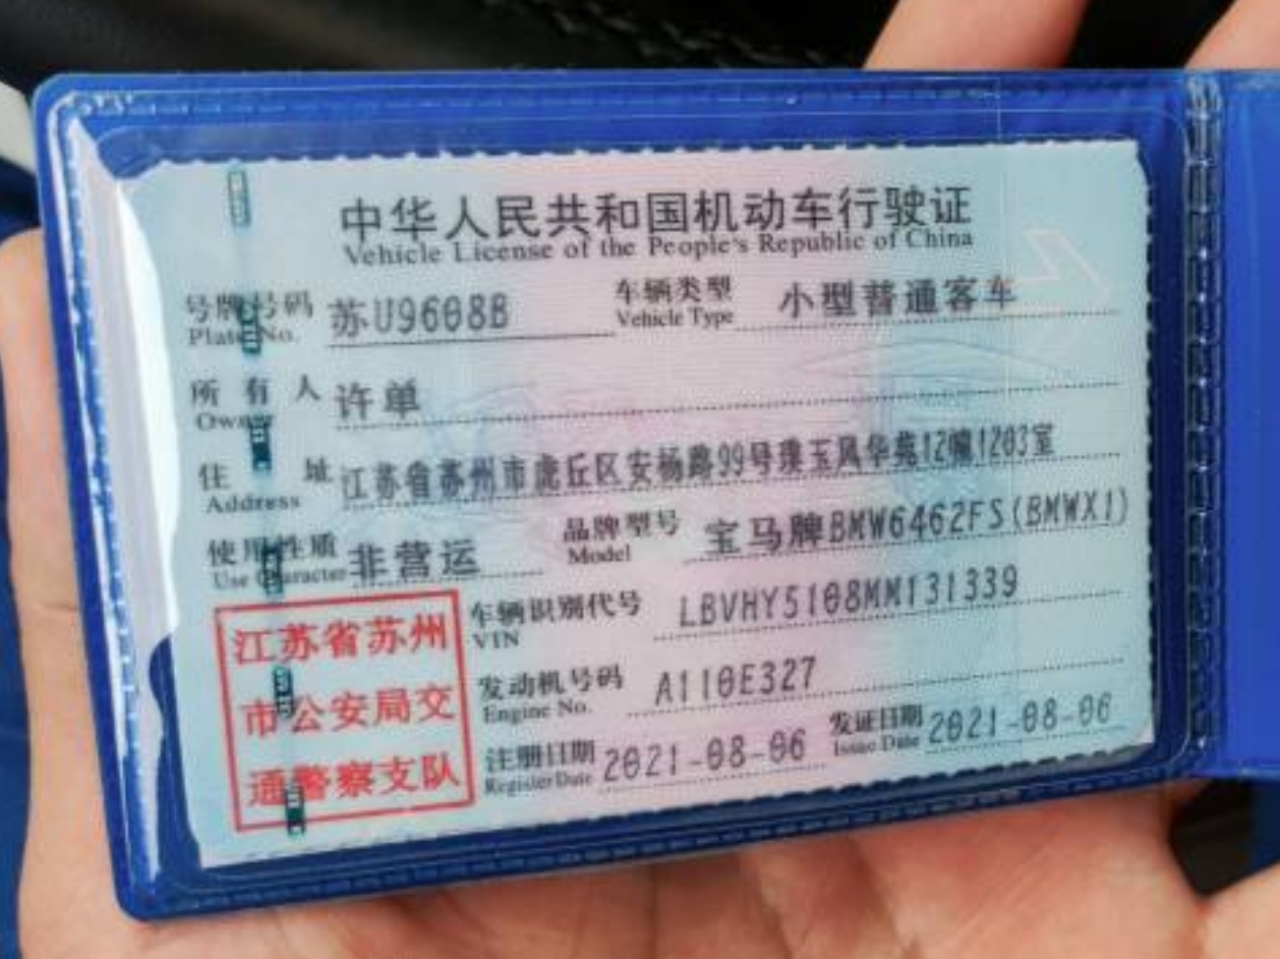 中华人民共和国机动车行驶证
Vehicle License of the People's Republic of China
号牌号码 苏U9608B 车辆类型 小型普通客车
Plate No. Vehicle Type
所有人 许单
Owner
住址 江苏省苏州市虎丘区安杨路99号璞玉风华苑12幢1203室
Address
使用性质 非营运 品牌型号 宝马牌BMW6462FS(BMWX1)
Use Character Model
江苏省苏州
市公安局交
通警察支队
车辆识别代号 LBVHY5108MM131339
VIN
发动机号码 A110E327
Engine No.
注册日期 2021-08-06 发证日期 2021-08-06
Register Date Issue Date